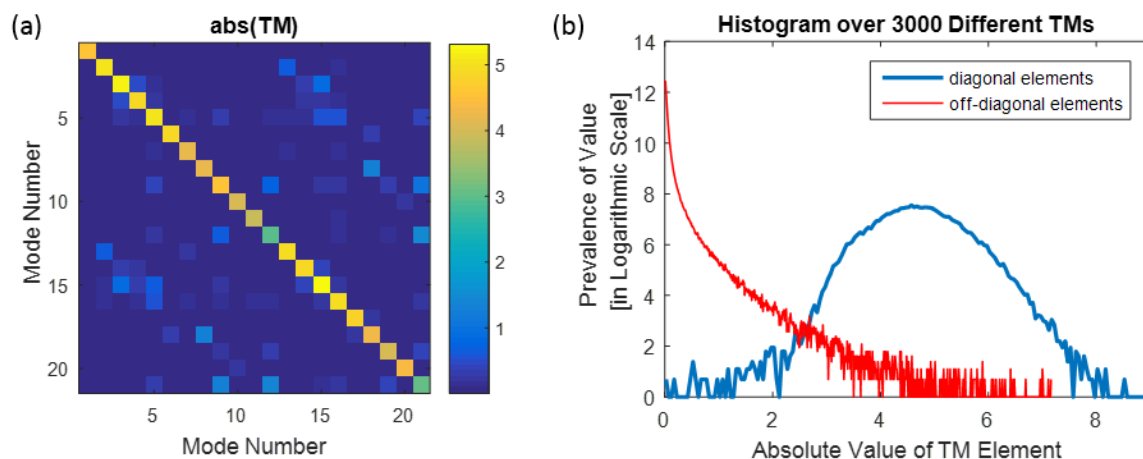 (a)
abs(TM)
Mode Number
5
10
15
20
5
10
15
20
Mode Number
5
4
3
2
1
(b)
Histogram over 3000 Different TMs
Prevalence of Value
[in Logarithmic Scale]
14
12
10
8
6
4
2
0
diagonal elements
off-diagonal elements
0
2
4
6
8
Absolute Value of TM Element